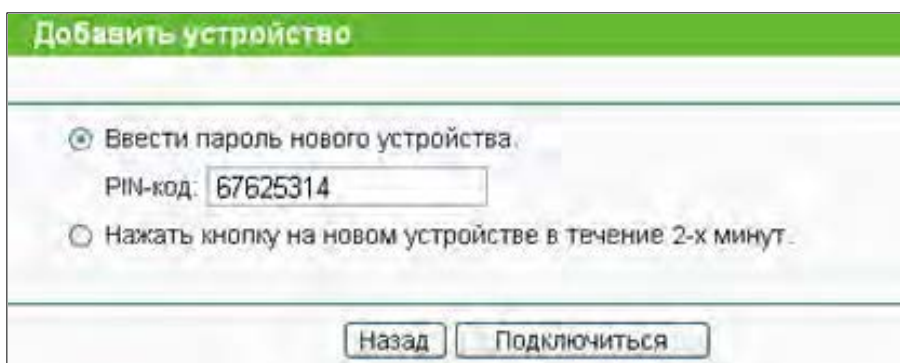 Добавить устройство
Ввести пароль нового устройства.
PIN-код: 67625314
Нажать кнопку на новом устройстве в течение 2-х минут.
Назад Подключиться